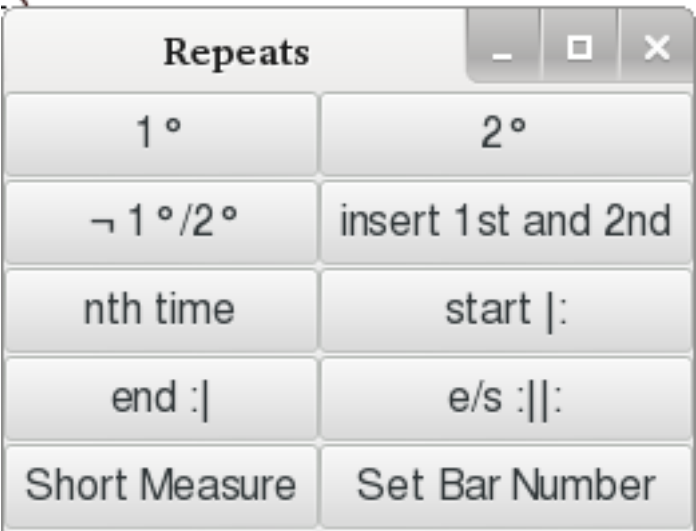 Repeats
1° 2°
¬ 1°/2° insert 1st and 2nd
nth time start |:
end :| e/s :||:
Short Measure Set Bar Number